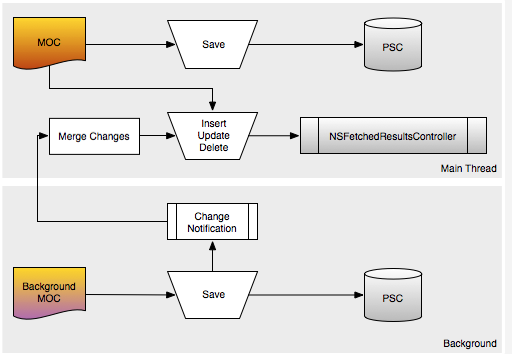 MOC
Save
PSC
Insert
Update
Delete
Merge Changes
NSFetchedResultsController
Main Thread
Change
Notification
Background
MOC
Save
PSC
Background